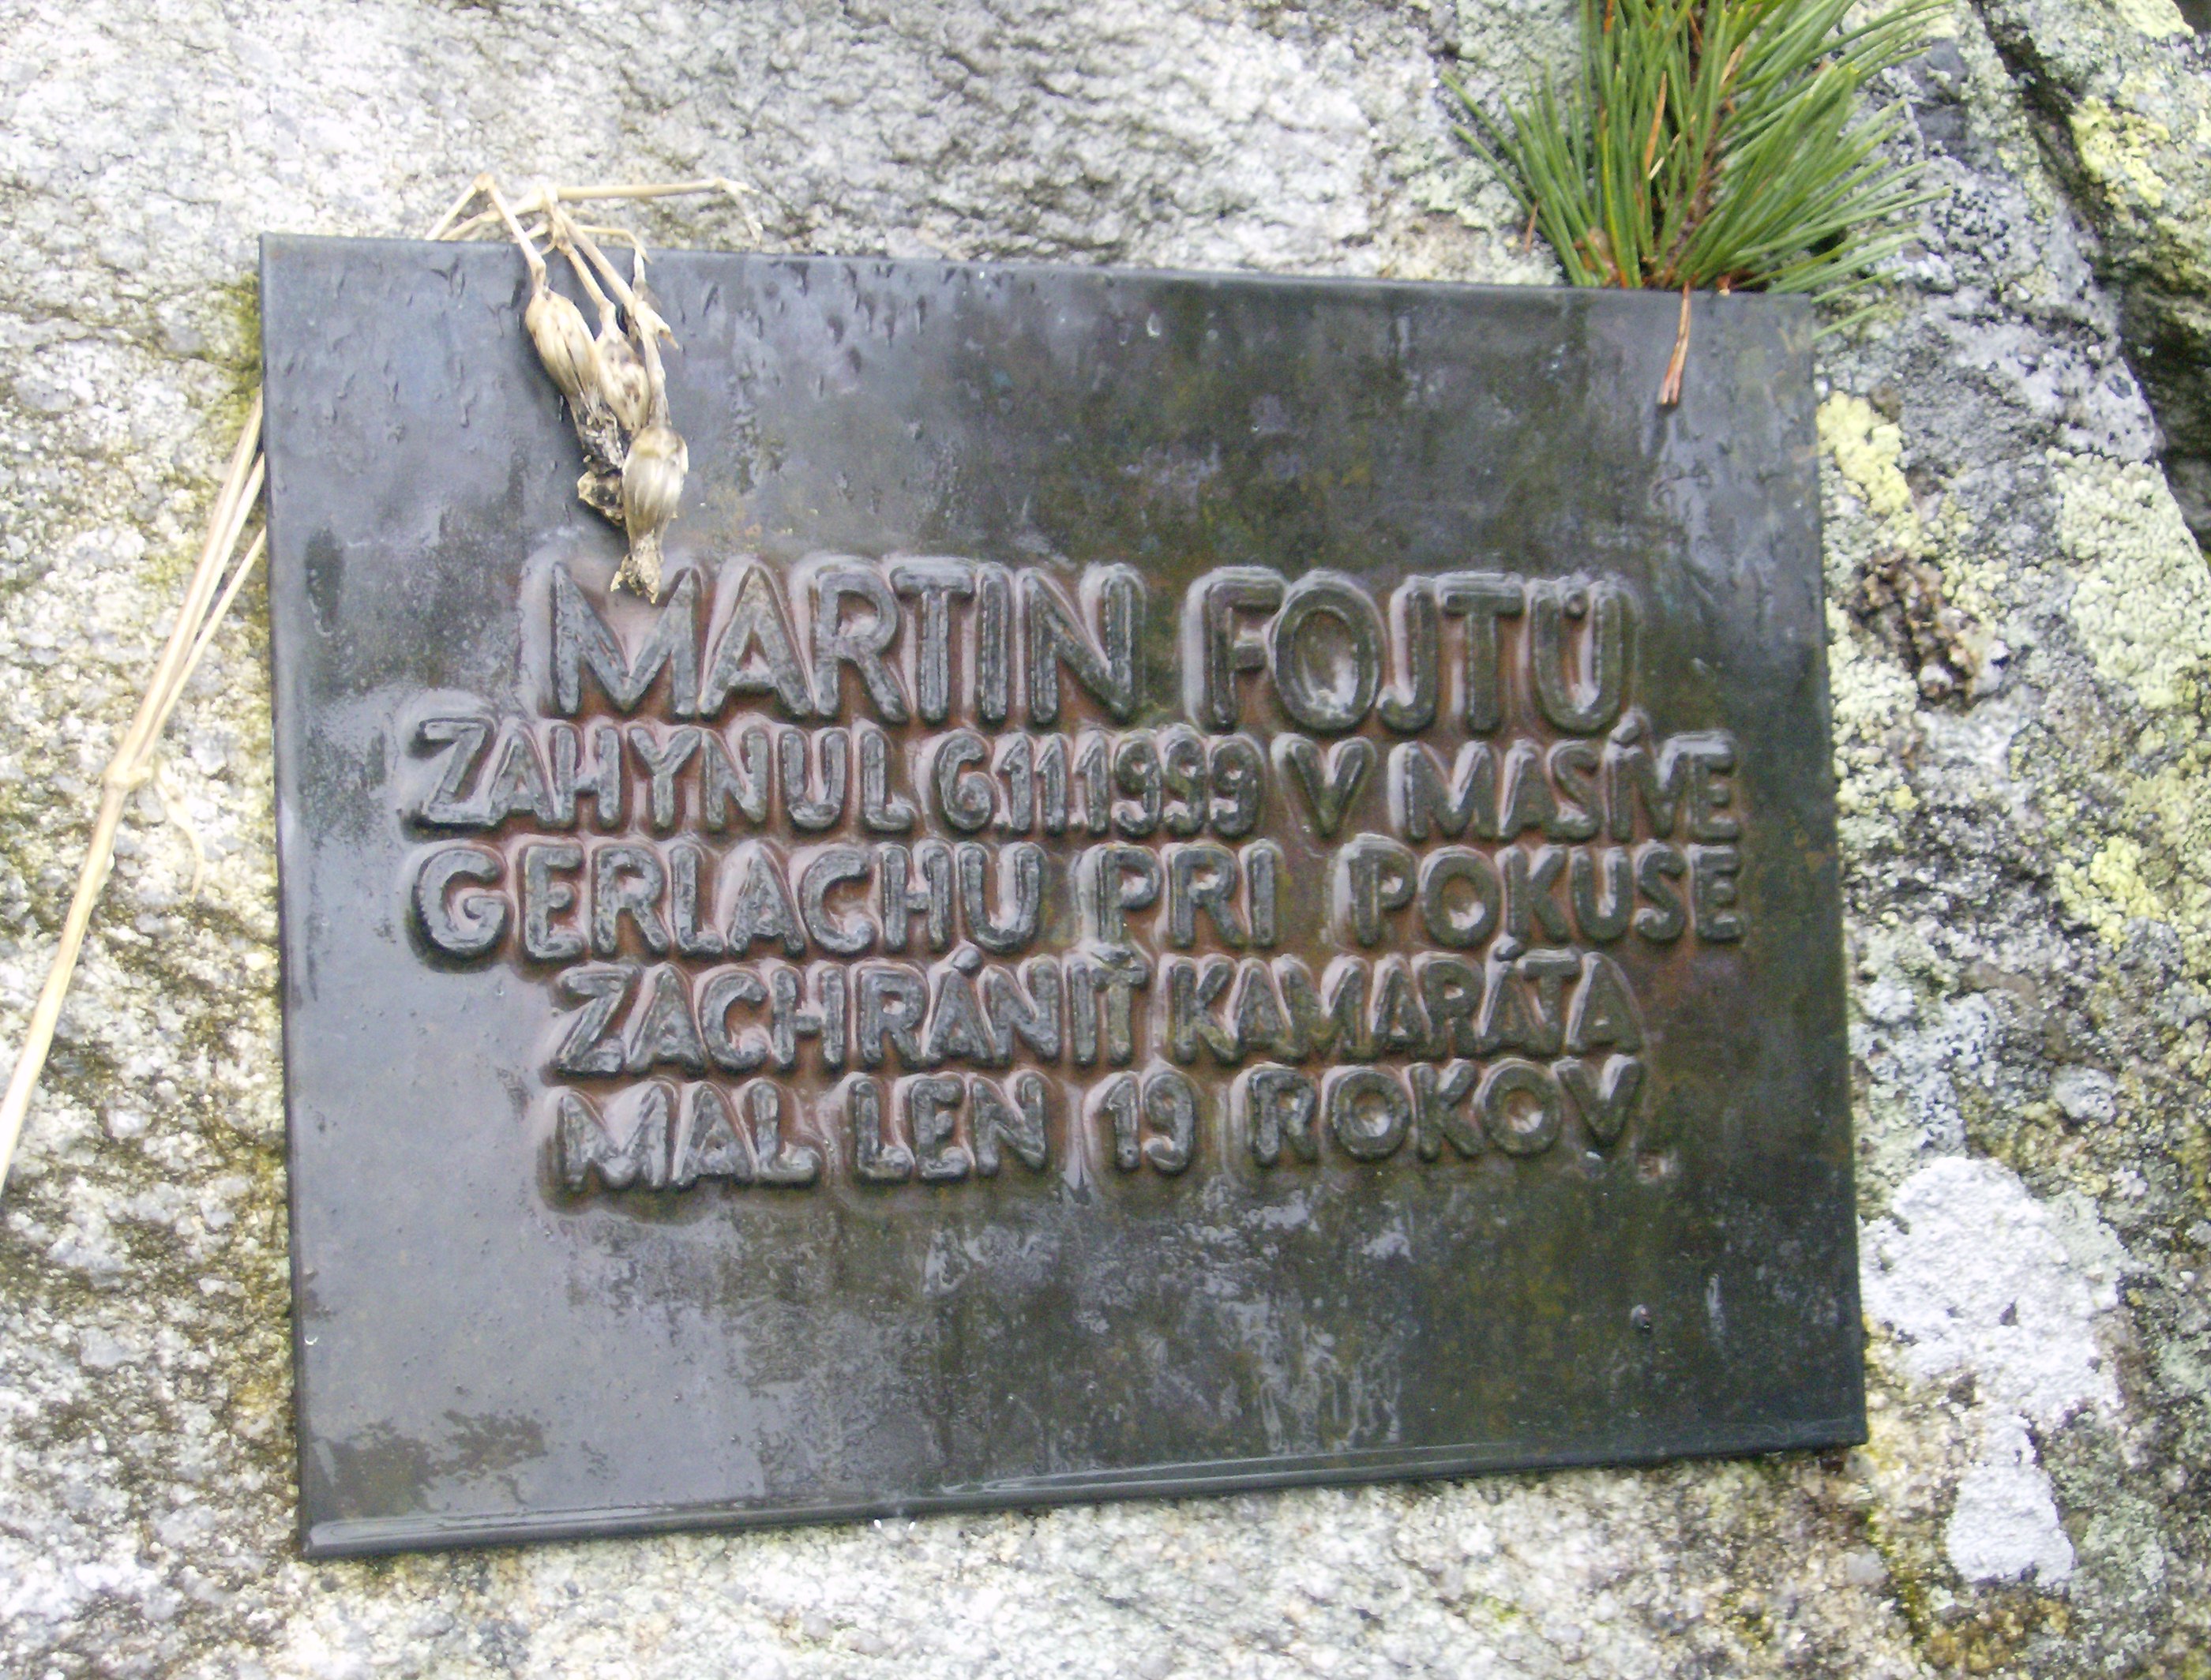 MARTIN FOJTŮ
ZAHYNUL 6.11.1999 V MASÍVE
GERLACHU PRI POKUSE
ZACHRÁNIŤ KAMARÁTA
MAL LEN 19 ROKOV